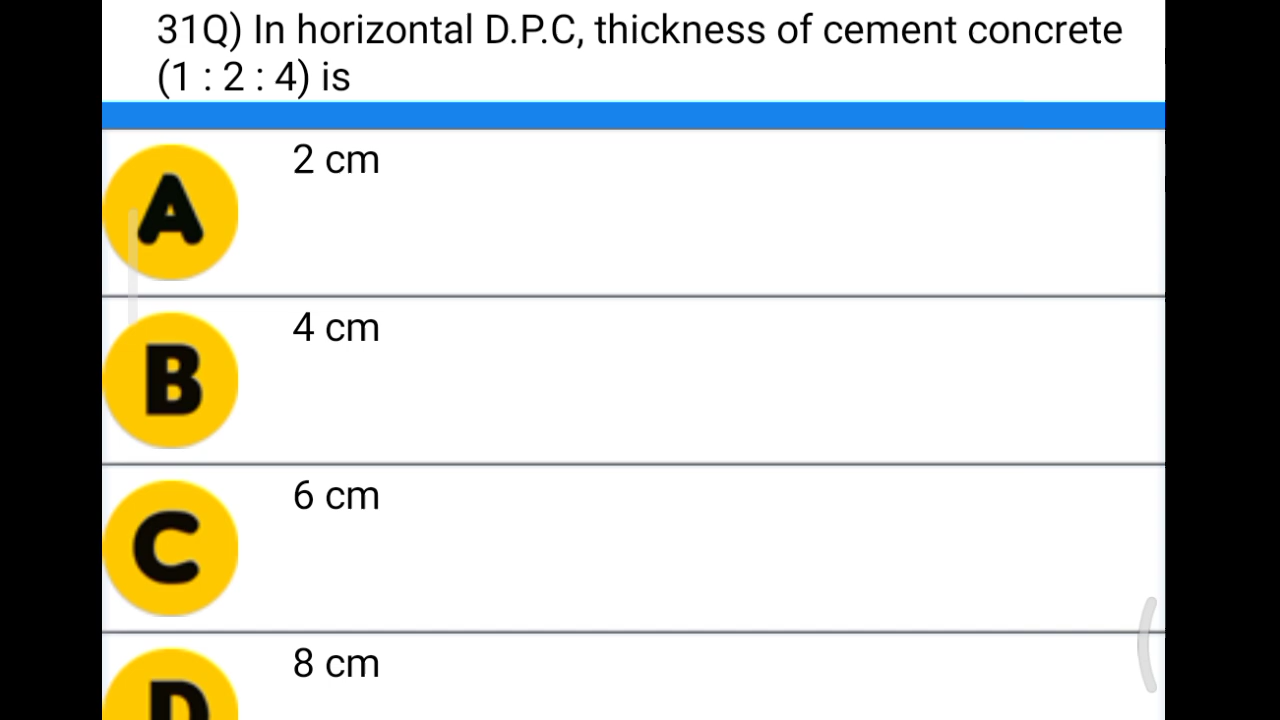 31Q) In horizontal D.P.C, thickness of cement concrete
(1 : 2 : 4) is
A 2 cm
B 4 cm
C 6 cm
D 8 cm